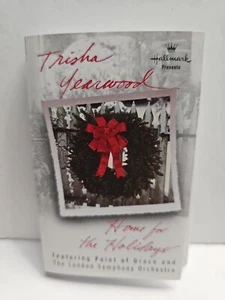 Trisha
Yearwood
Hallmark
Presents
Home for
the Holidays
Featuring Point of Grace and
The London Symphony Orchestra